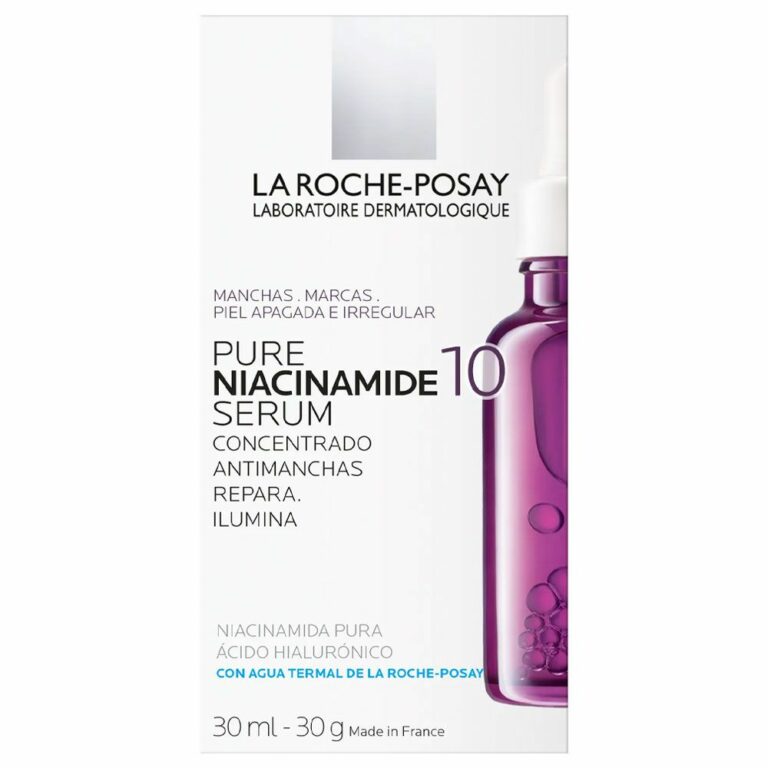 LA ROCHE-POSAY
LABORATOIRE DERMATOLOGIQUE
MANCHAS . MARCAS .
PIEL APAGADA E IRREGULAR
PURE
NIACINAMIDE 10
SERUM
CONCENTRADO
ANTIMANCHAS
REPARA.
ILUMINA
NIACINAMIDA PURA
ÁCIDO HIALURÓNICO
CON AGUA TERMAL DE LA ROCHE-POSAY
30 ml - 30 g Made in France